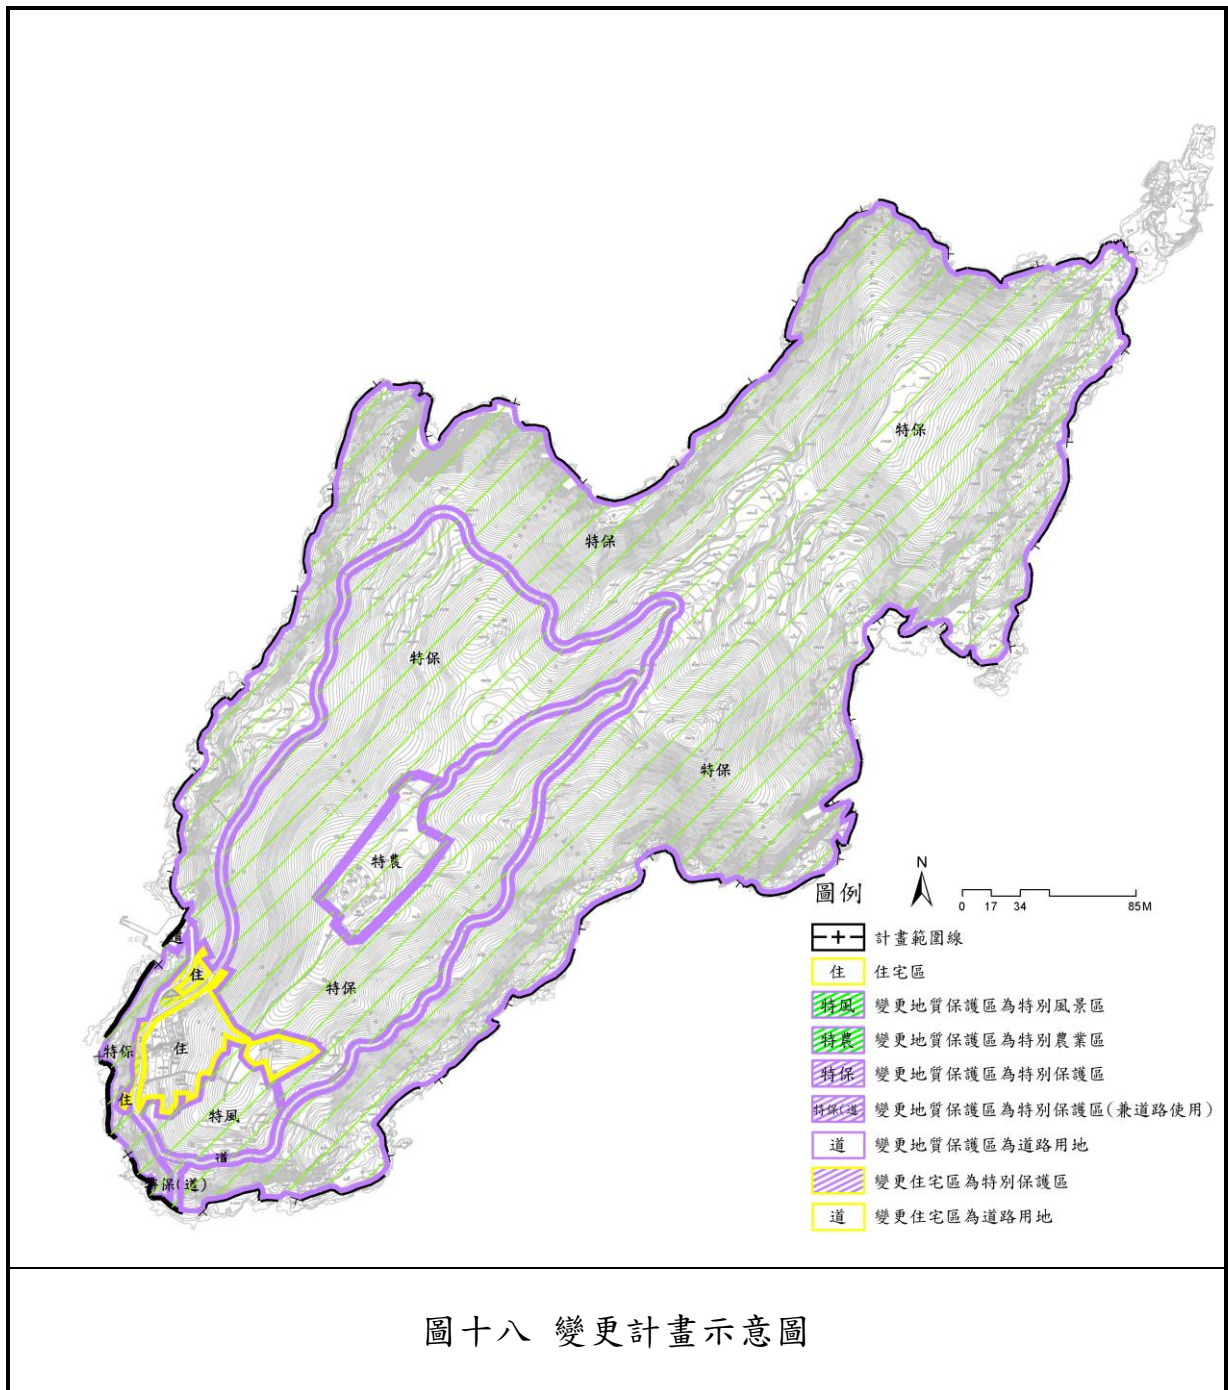 特保
特保
特保
特保
特農
道
住
特保
特保
住
住
特風
道
保(道)
N
0 17 34 85M
圖例
計畫範圍線
住 住宅區
特風 變更地質保護區為特別風景區
特農 變更地質保護區為特別農業區
特保 變更地質保護區為特別保護區
特保(道 變更地質保護區為特別保護區(兼道路使用)
道 變更地質保護區為道路用地
變更住宅區為特別保護區
道 變更住宅區為道路用地
圖十八 變更計畫示意圖